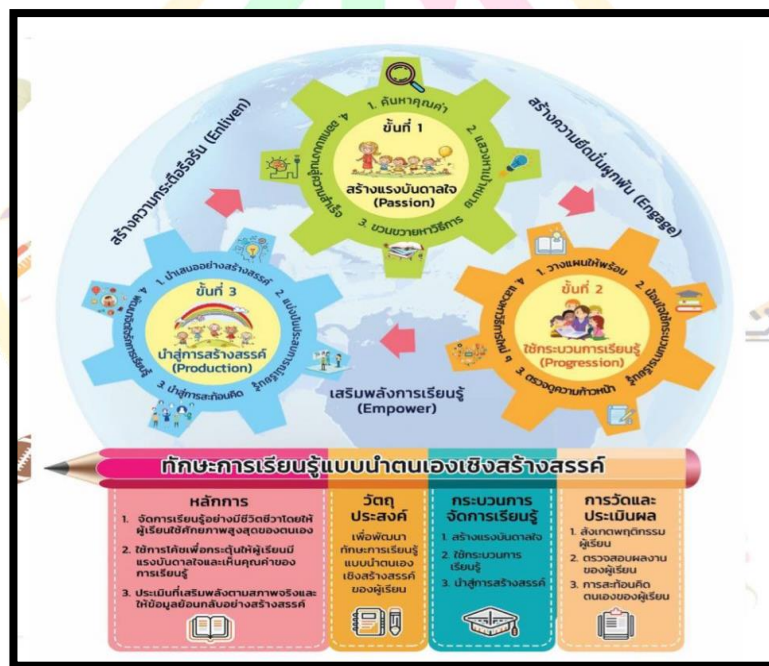 สร้างความกระตือรือร้น (Enliven)
สร้างความยึดมั่นผูกพัน (Engage)
1. ค้นหาคุณค่า
2. แสวงหาเป้าหมาย
3. ขวนขวายหาวิธีการ
4. ออกแบบงานสู่ความสำเร็จ
ขั้นที่ 1
สร้างแรงบันดาลใจ
(Passion)
1. วางแผนให้พร้อม
2. ป้อนใจใช้กระบวนการเรียนรู้
3. ตรวจดูความก้าวหน้า
4. แสวงหาวิธีการใหม่ ๆ
ขั้นที่ 2
ใช้กระบวนการเรียนรู้
(Progression)
1. นำเสนออย่างสร้างสรรค์
2. แบ่งปันประสบการณ์เรียนรู้
3. นำสู่การสะท้อนคิด
4. พัฒนาจิตต่อการเรียนรู้
ขั้นที่ 3
นำสู่การสร้างสรรค์
(Production)
เสริมพลังการเรียนรู้
(Empower)
ทักษะการเรียนรู้แบบนำตนเองเชิงสร้างสรรค์
หลักการ
1. จัดการเรียนรู้อย่างมีชีวิตชีวาโดยให้
ผู้เรียนใช้ศักยภาพสูงสุดของตนเอง
2. ใช้การโค้ชเพื่อกระตุ้นให้ผู้เรียนมี
แรงบันดาลใจและเห็นคุณค่าของ
การเรียนรู้
3. ประเมินที่เสริมพลังตามสภาพจริงและ
ให้ข้อมูลย้อนกลับอย่างสร้างสรรค์
วัตถุ
ประสงค์
เพื่อพัฒนา
ทักษะการเรียนรู้
แบบนำตนเอง
เชิงสร้างสรรค์
ของผู้เรียน
กระบวนการ
จัดการเรียนรู้
1. สร้างแรงบันดาลใจ
2. ใช้กระบวนการ
เรียนรู้
3. นำสู่การสร้างสรรค์
การวัดและ
ประเมินผล
1. สังเกตพฤติกรรม
ผู้เรียน
2. ตรวจสอบผลงาน
ของผู้เรียน
3. การสะท้อนคิด
ตนเองของผู้เรียน